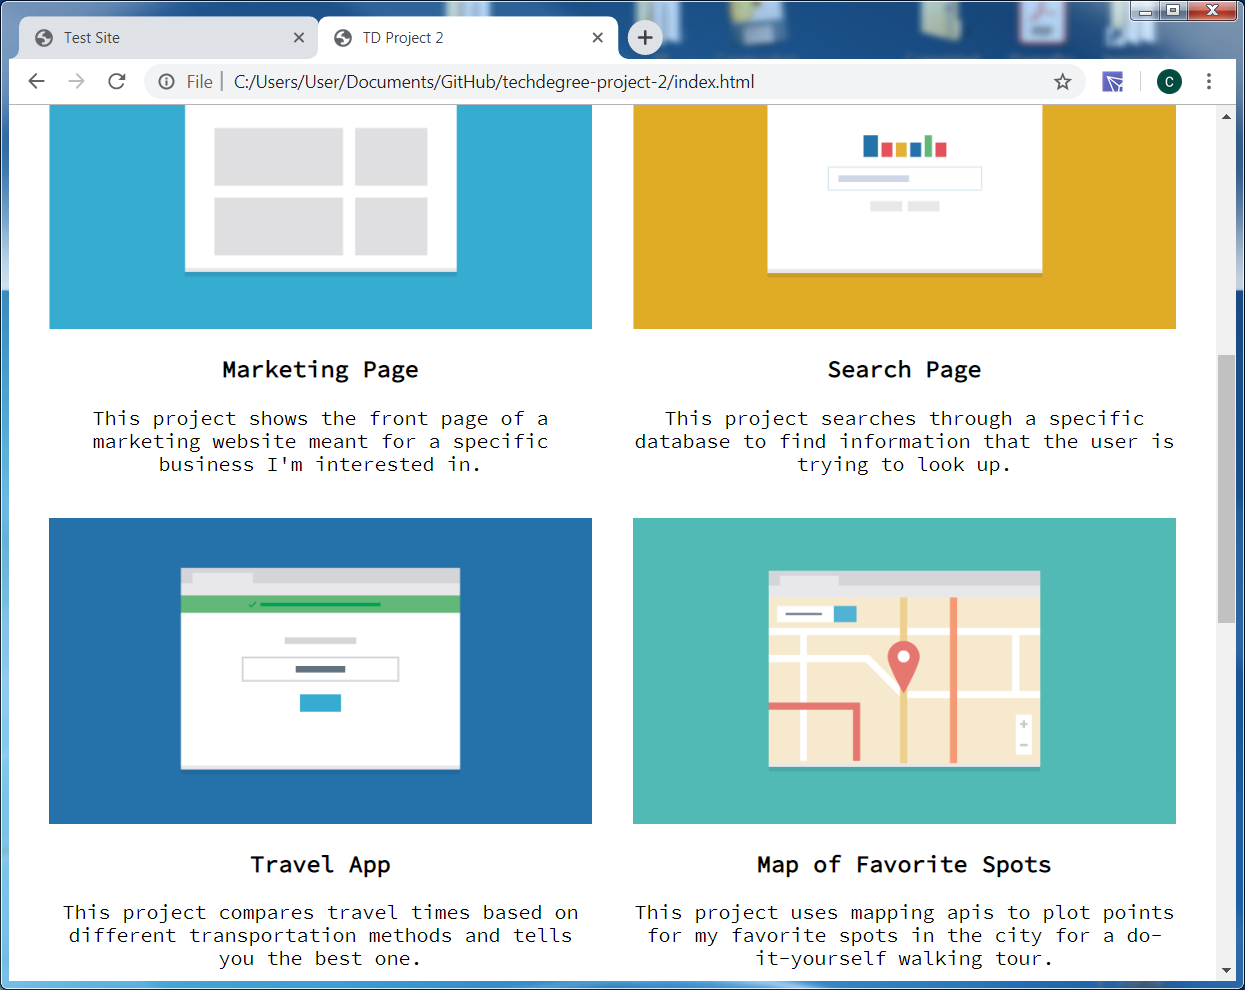 Test Site
TD Project 2
File
C:/Users/User/Documents/GitHub/techdegree-project-2/index.html
C
Marketing Page
This project shows the front page of a
marketing website meant for a specific
business I'm interested in.
Search Page
This project searches through a specific
database to find information that the user is
trying to look up.
Travel App
This project compares travel times based on
different transportation methods and tells
you the best one.
Map of Favorite Spots
This project uses mapping apis to plot points
for my favorite spots in the city for a do-
it-yourself walking tour.